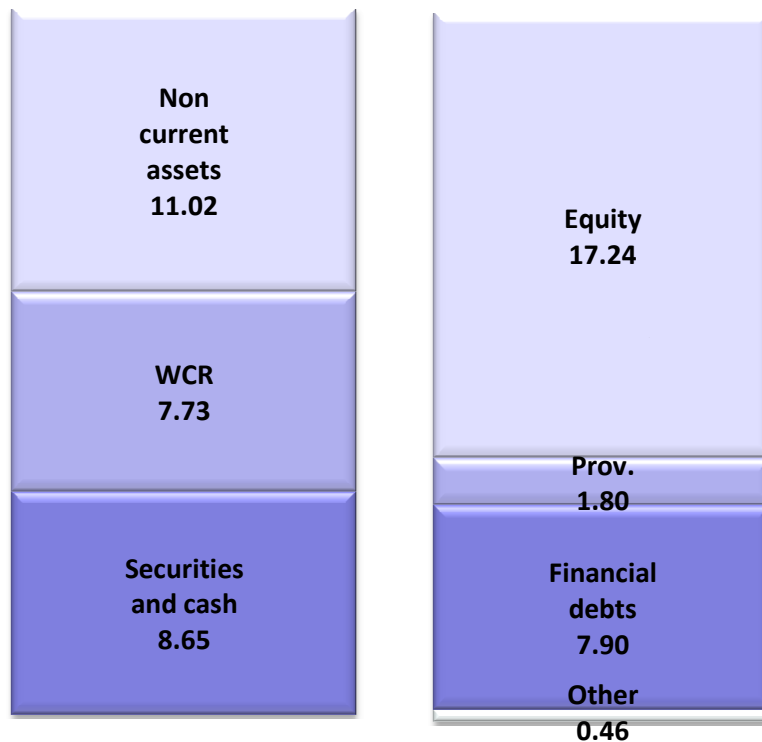 Non
current
assets
11.02
WCR
7.73
Securities
and cash
8.65
Equity
17.24
Prov.
1.80
Financial
debts
7.90
Other
0.46